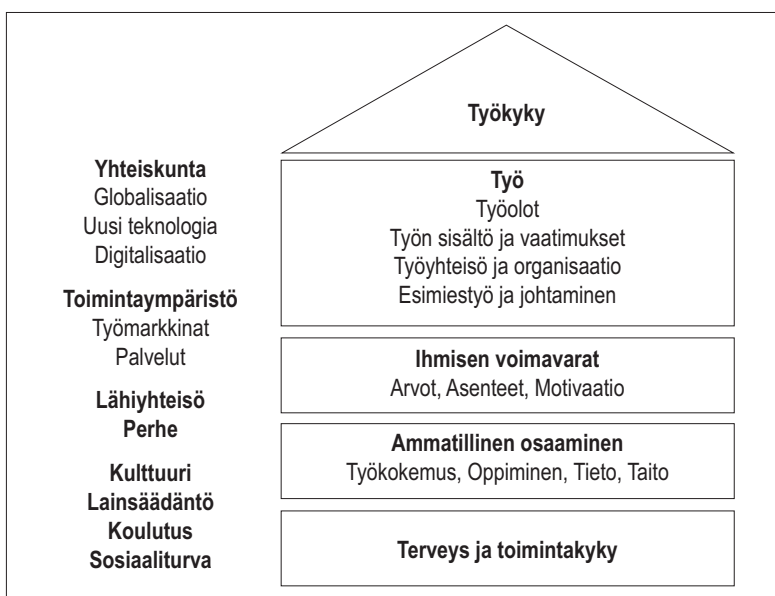 Työkyky
Yhteiskunta
Globalisaatio
Uusi teknologia
Digitalisaatio
Toimintaympäristö
Työmarkkinat
Palvelut
Lähiyhteisö
Perhe
Kulttuuri
Lainsäädäntö
Koulutus
Sosiaaliturva
Työ
Työolot
Työn sisältö ja vaatimukset
Työyhteisö ja organisaatio
Esimiestyö ja johtaminen
Ihmisen voimavarat
Arvot, Asenteet, Motivaatio
Ammatillinen osaaminen
Työkokemus, Oppiminen, Tieto, Taito
Terveys ja toimintakyky